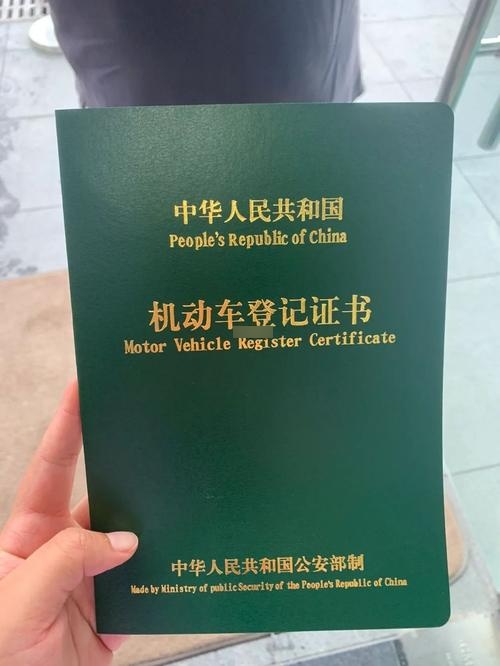 中华人民共和国
People's Republic of China
机动车登记证书
Motor Vehicle Register Certificate
中华人民共和国公安部制
Made by Ministry of public Security of the People's Republic of China